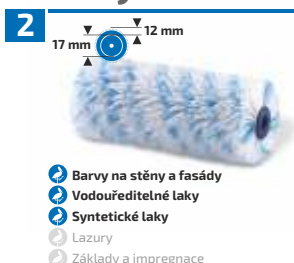 2
12 mm
17 mm
Barvy na stěny a fasády
Vodouředitelné laky
Syntetické laky
Lazury
Základy a impregnace